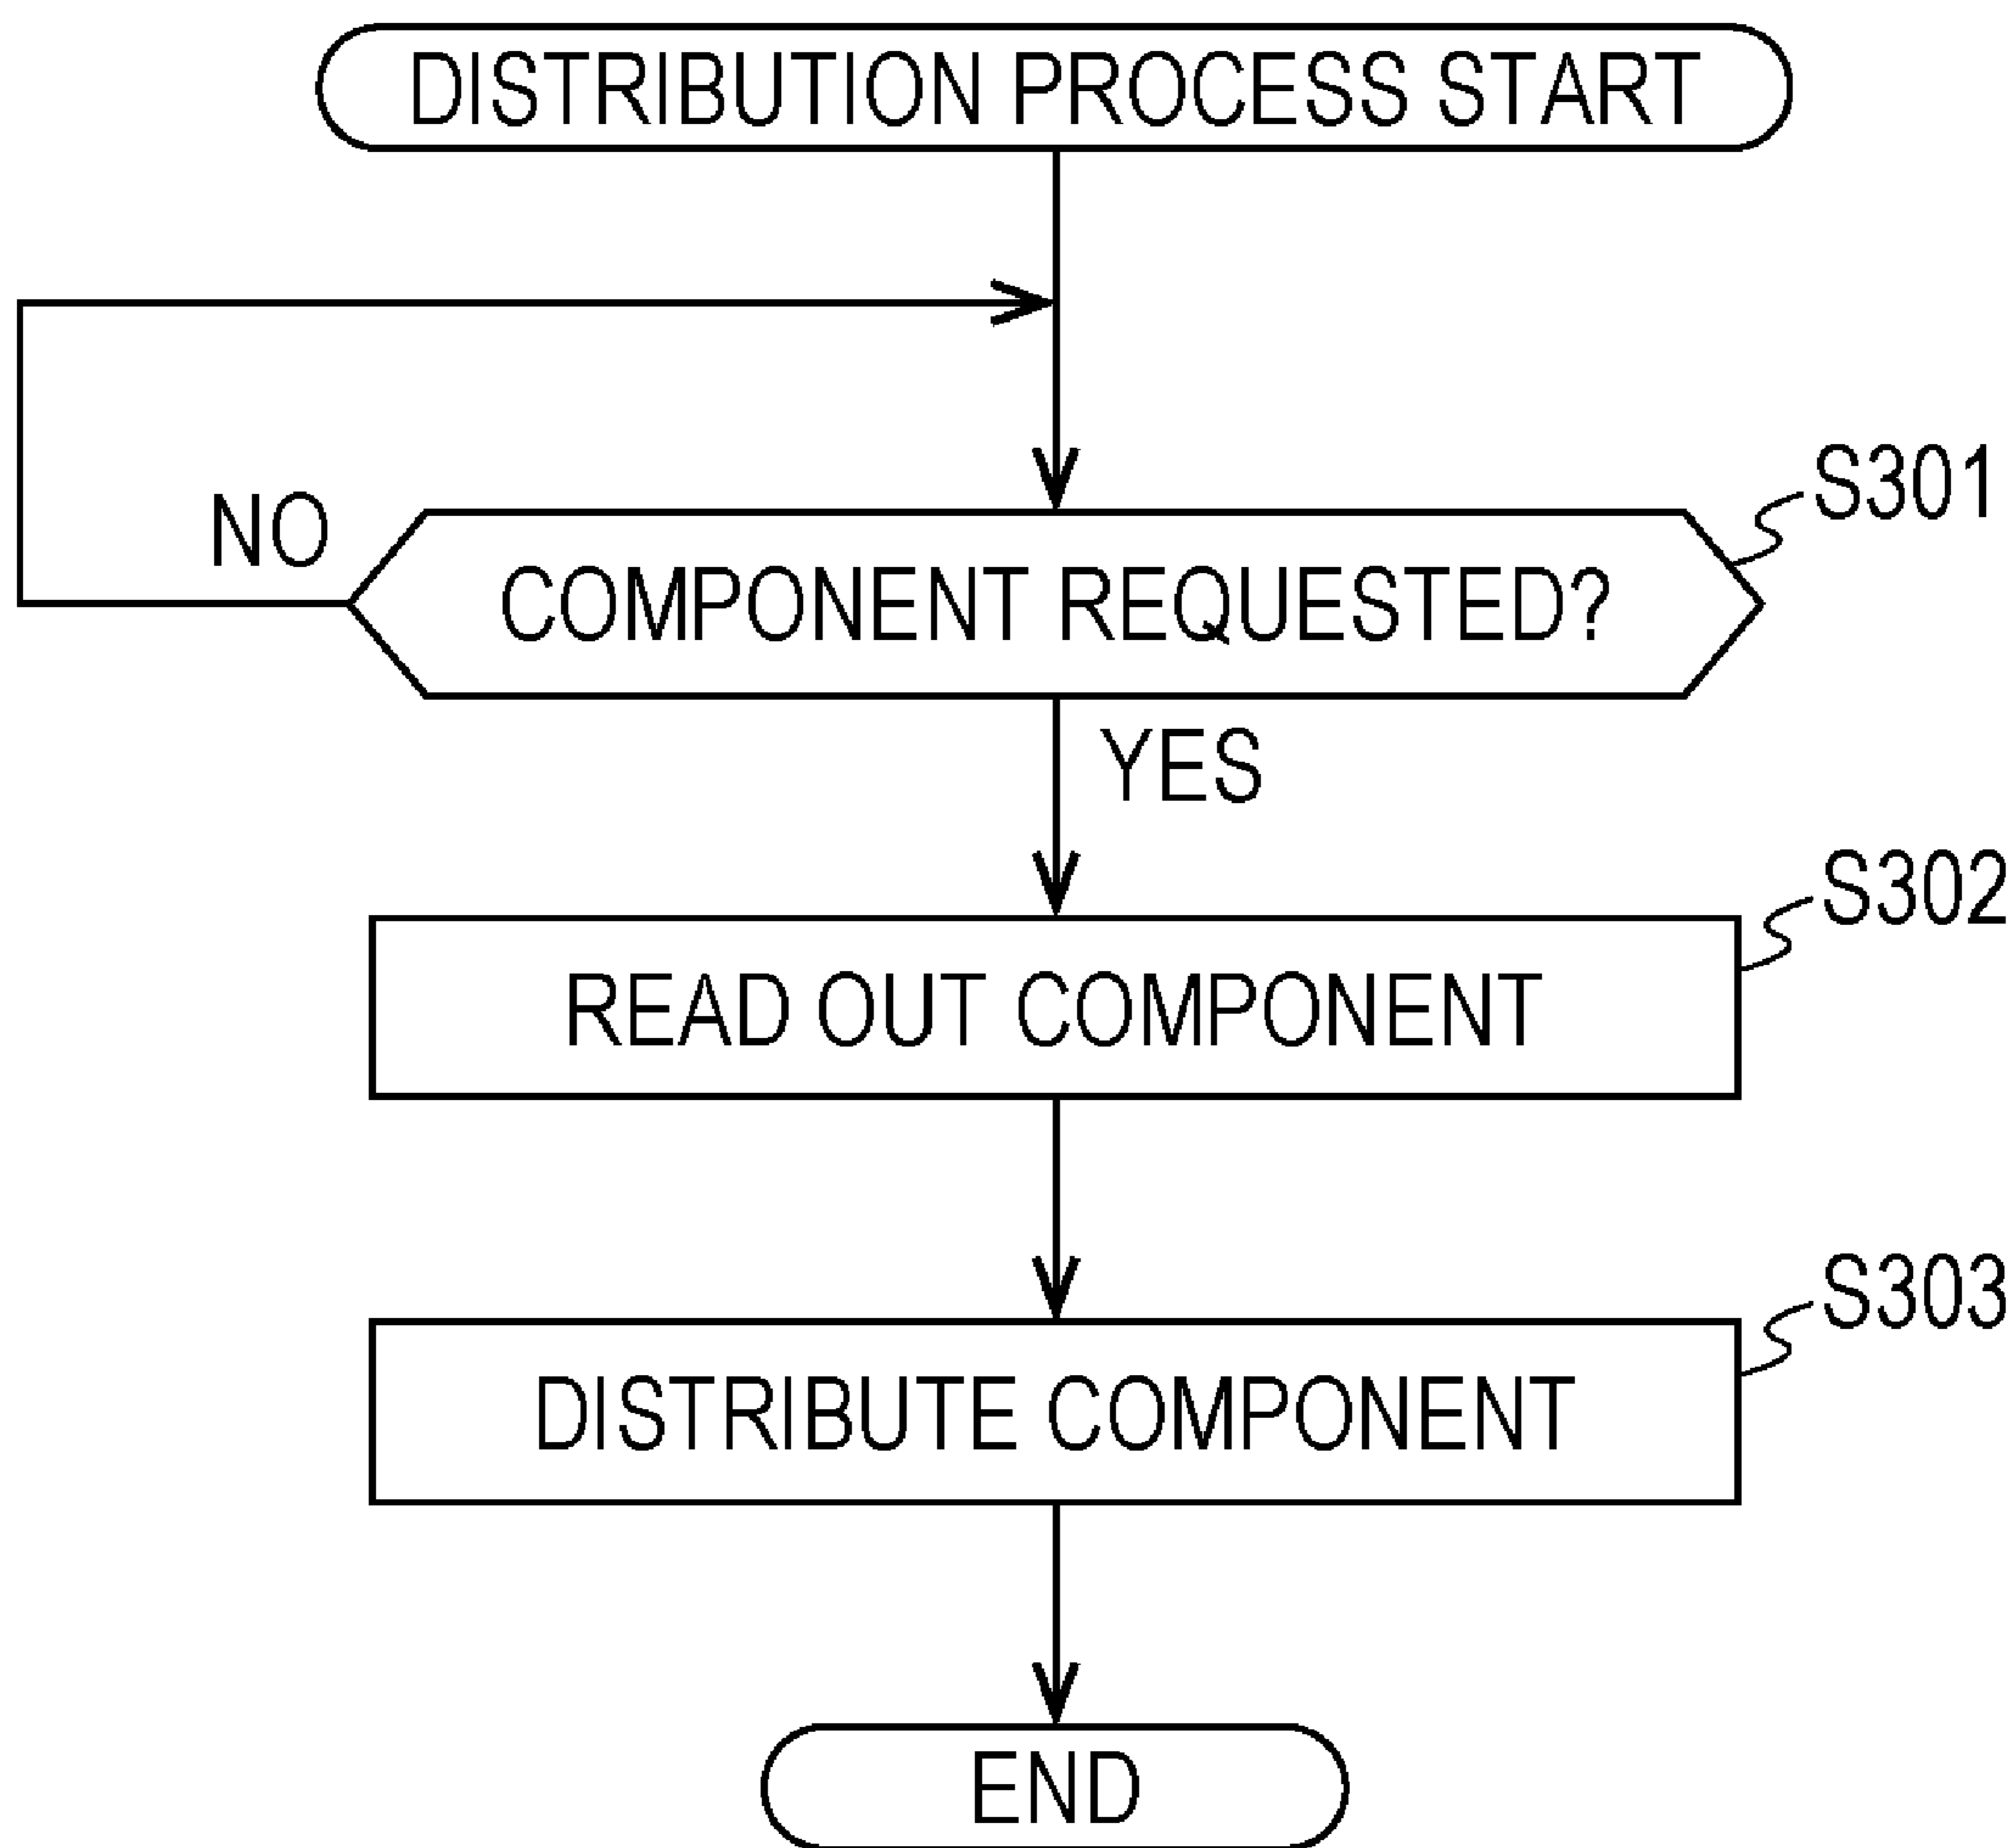 DISTRIBUTION PROCESS START
S301
NO
COMPONENT REQUESTED?
YES
S302
READ OUT COMPONENT
S303
DISTRIBUTE COMPONENT
END